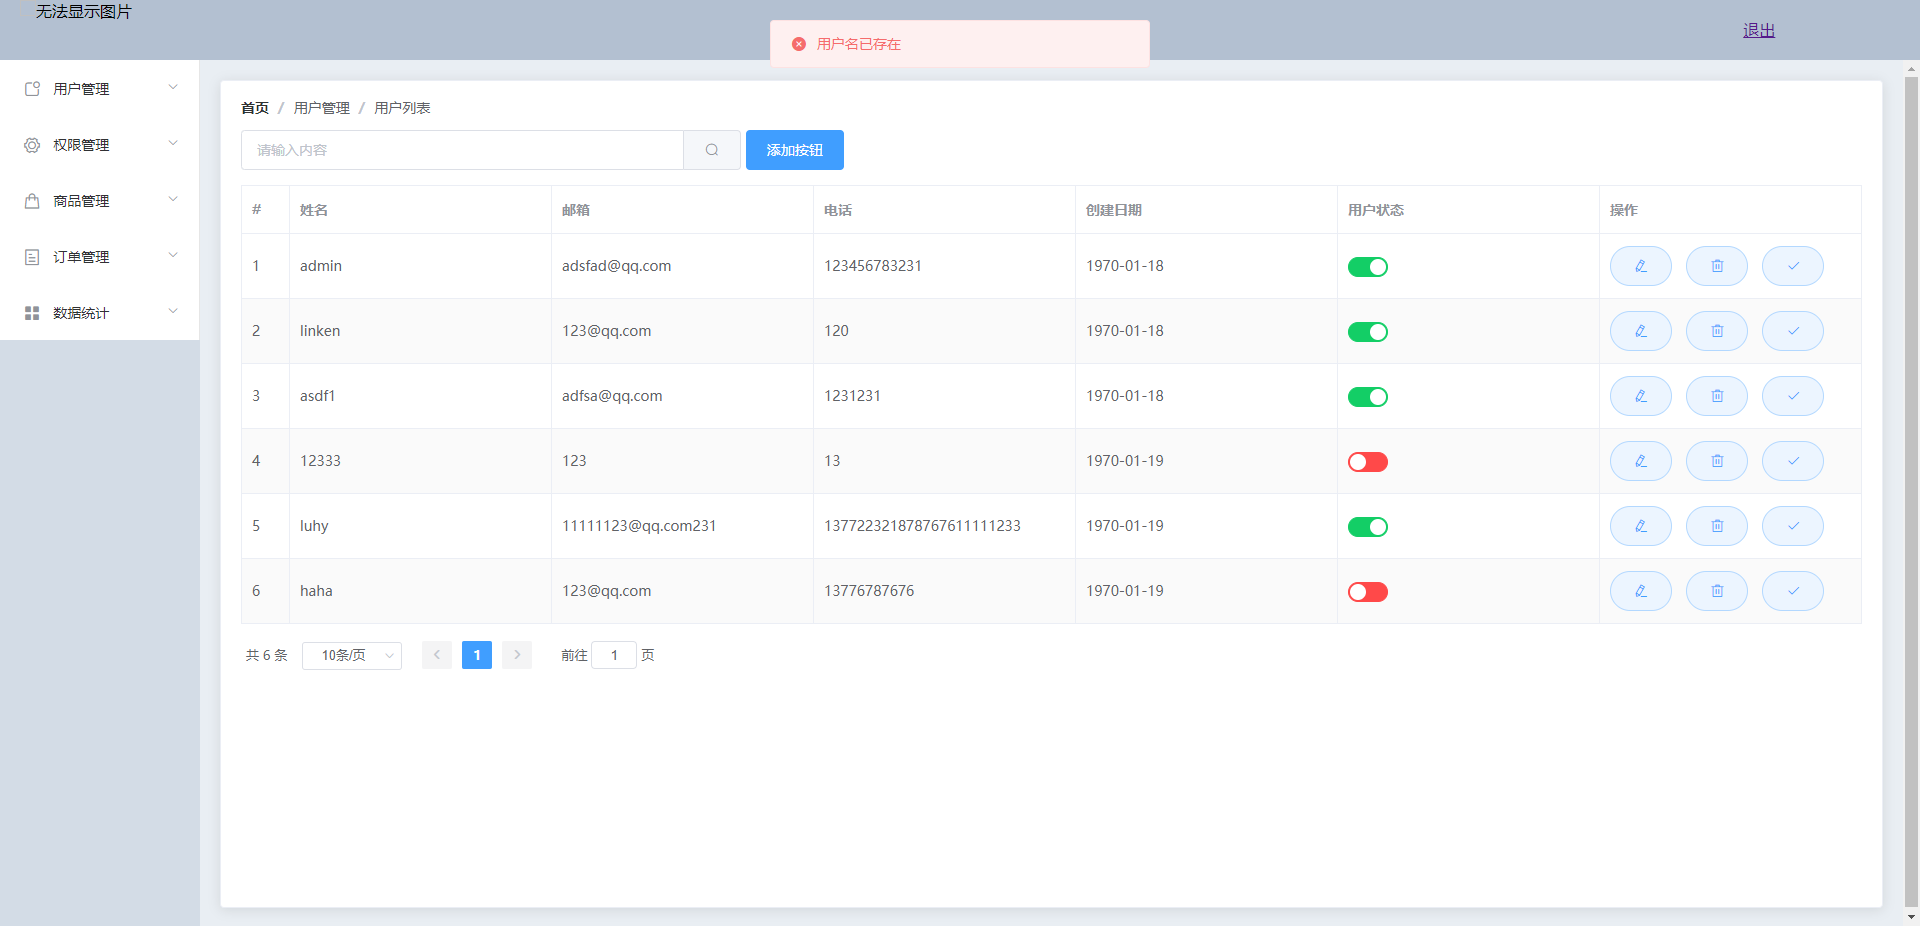 无法显示图片
用户名已存在
退出
用户管理
权限管理
商品管理
订单管理
数据统计
首页 / 用户管理 / 用户列表
请输入内容 添加按钮
# 姓名 邮箱 电话 创建日期 用户状态 操作
1 admin adsfad@qq.com 123456783231 1970-01-18
2 linken 123@qq.com 120 1970-01-18
3 asdf1 adfsa@qq.com 1231231 1970-01-18
4 12333 123 13 1970-01-19
5 luhy 11111123@qq.com231 137722321878767611111233 1970-01-19
6 haha 123@qq.com 13776787676 1970-01-19
共 6 条 10条/页 1 前往 1 页